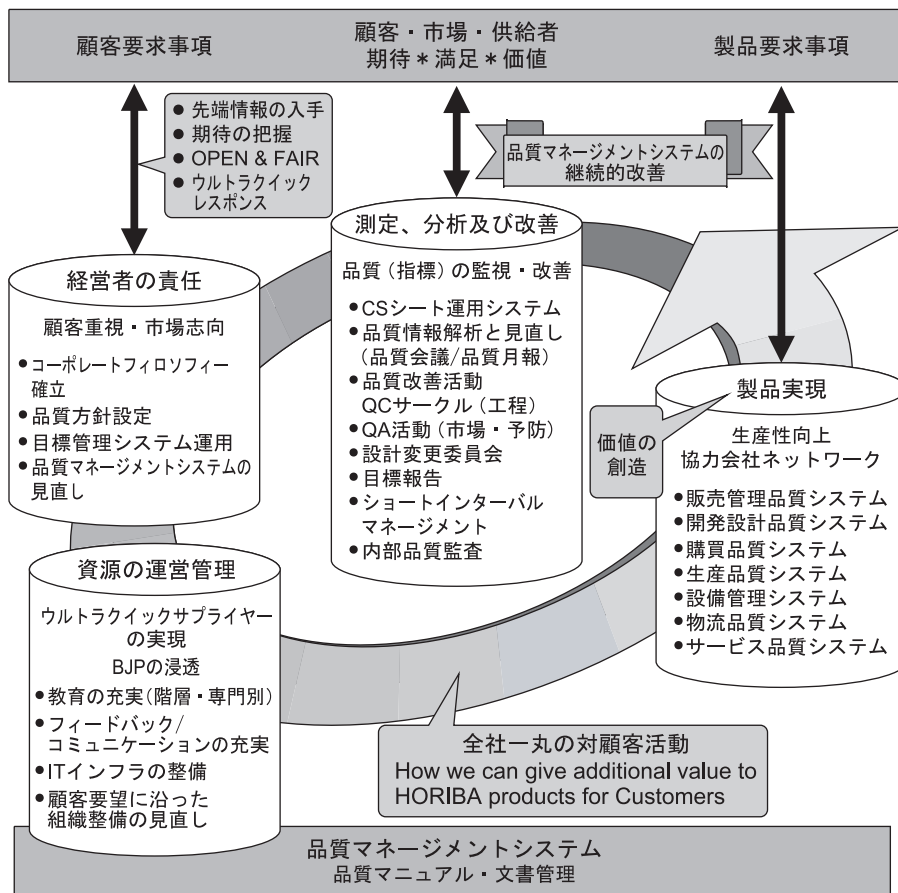 顧客要求事項
顧客・市場・供給者
期待＊満足＊価値
製品要求事項
● 先端情報の入手
● 期待の把握
● OPEN & FAIR
● ウルトラクイック
レスポンス
品質マネージメントシステムの
継続的改善
経営者の責任
顧客重視・市場志向
●コーポレートフィロソフィー
確立
●品質方針設定
●目標管理システム運用
●品質マネージメントシステムの
見直し
測定、分析及び改善
品質（指標）の監視・改善
●CSシート運用システム
●品質情報解析と見直し
（品質会議/品質月報）
●品質改善活動
QCサークル（工程）
●QA活動（市場・予防）
●設計変更委員会
●目標報告
●ショートインターバル
マネージメント
●内部品質監査
価値の
創造
製品実現
生産性向上
協力会社ネットワーク
●販売管理品質システム
●開発設計品質システム
●購買品質システム
●生産品質システム
●設備管理システム
●物流品質システム
●サービス品質システム
資源の運営管理
ウルトラクイックサプライヤー
の実現
BJPの浸透
●教育の充実（階層・専門別）
●フィードバック/
コミュニケーションの充実
●ITインフラの整備
●顧客要望に沿った
組織整備の見直し
全社一丸の対顧客活動
How we can give additional value to
HORIBA products for Customers
品質マネージメントシステム
品質マニュアル・文書管理